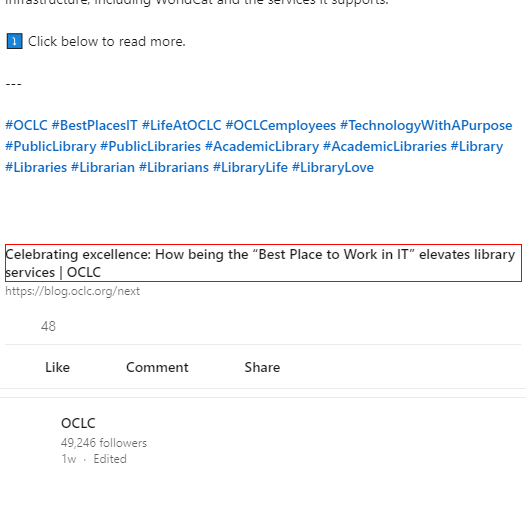 infrastructure, including WorldCat and the services it supports.
⤵ Click below to read more.
---
#OCLC #BestPlacesIT #LifeAtOCLC #OCLCemployees #TechnologyWithAPurpose
#PublicLibrary #PublicLibraries #AcademicLibrary #AcademicLibraries #Library
#Libraries #Librarian #Librarians #LibraryLife #LibraryLove
Celebrating excellence: How being the “Best Place to Work in IT” elevates library
services | OCLC
https://blog.oclc.org/next
48
Like Comment Share
OCLC
49,246 followers
1w · Edited